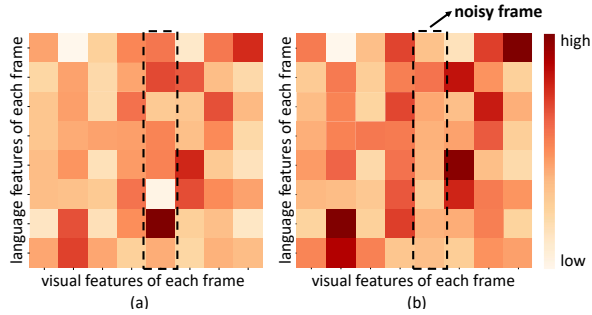 noisy frame
language features of each frame
language features of each frame
high
low
visual features of each frame
visual features of each frame
(a)
(b)